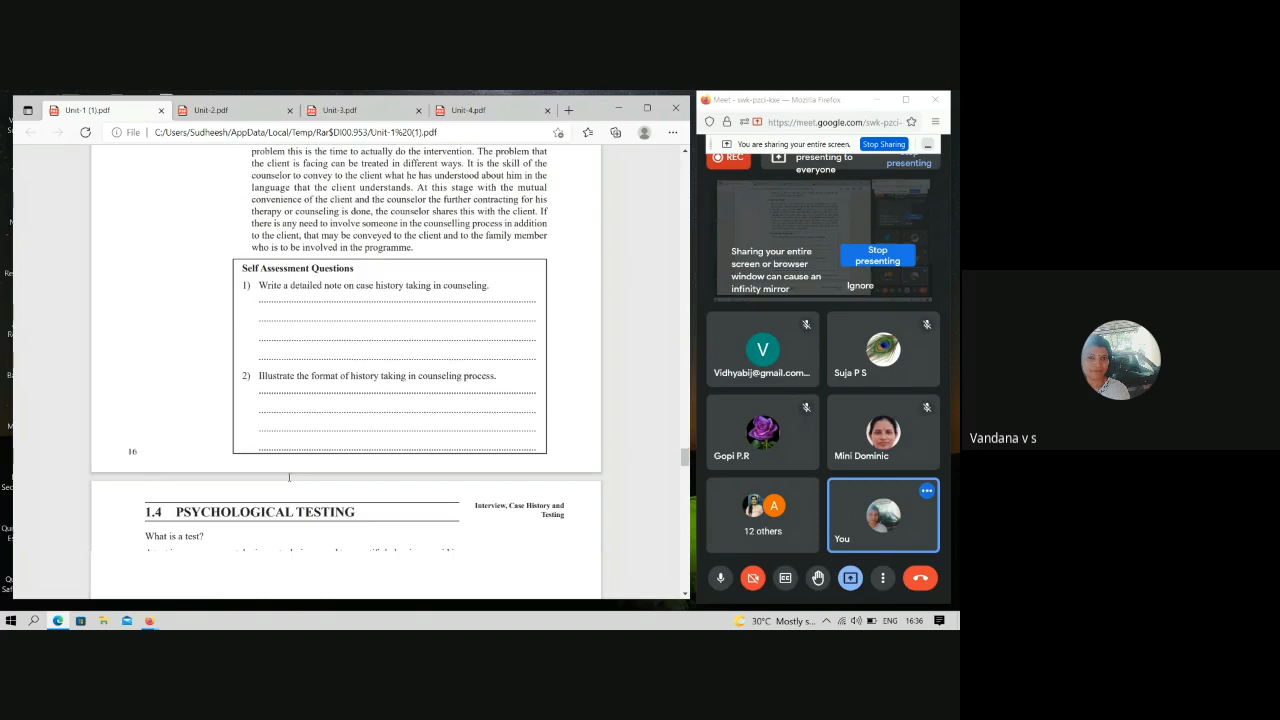 Unit-1 (1).pdf
Unit-2.pdf
Unit-3.pdf
Unit-4.pdf
File
C:/Users/Sudheesh/AppData/Local/Temp/Rar$DI00.953/Unit-1%20(1).pdf
problem this is the time to actually do the intervention. The problem that
the client is facing can be treated in different ways. It is the skill of the
counselor to convey to the client what he has understood about him in the
language that the client understands. At this stage with the mutual
convenience of the client and the counselor the further contracting for his
therapy or counseling is done, the counselor shares this with the client. If
there is any need to involve someone in the counselling process in addition
to the client, that may be conveyed to the client and to the family member
who is to be involved in the programme.
Self Assessment Questions
1) Write a detailed note on case history taking in counseling.
2) Illustrate the format of history taking in counseling process.
16
1.4 PSYCHOLOGICAL TESTING
Interview, Case History and
Testing
What is a test?
Meet - swk-pzci-kxe — Mozilla Firefox
https://meet.google.com/swk-pzci-
You are sharing your entire screen.
Stop Sharing
REC
presenting to
everyone
presenting
Sharing your entire
screen or browser
window can cause an
infinity mirror
Stop
presenting
Ignore
V
Vidhyabij@gmail.com...
Suja P S
Gopi P.R
Mini Dominic
A
12 others
You
30°C Mostly s...
ENG
16:36
Vandana v s